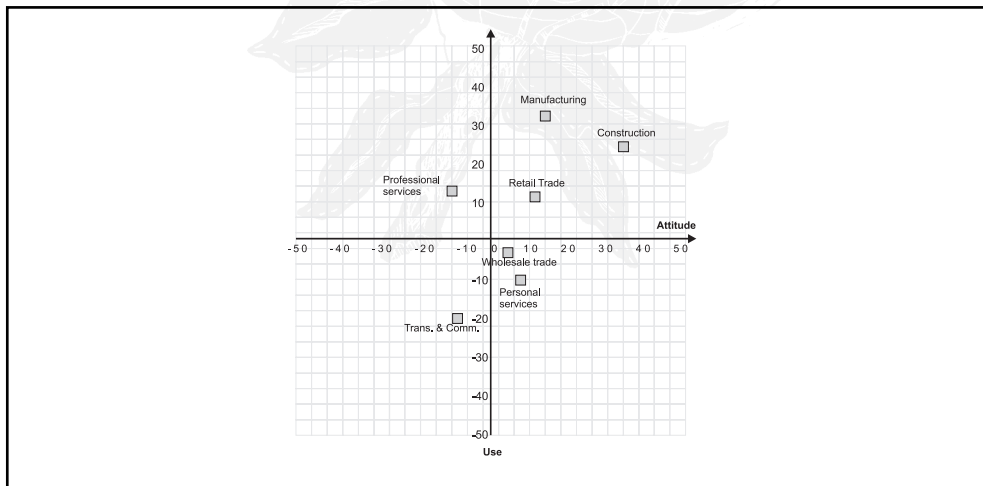 50
40
Manufacturing
30
Construction
20
Professional
services
Retail Trade
10
Attitude
-50 -40 -30 -20 -10 0 10 20 30 40 50
Wholesale trade
-10
Personal
services
-20
Trans. & Comm.
-30
-40
-50
Use